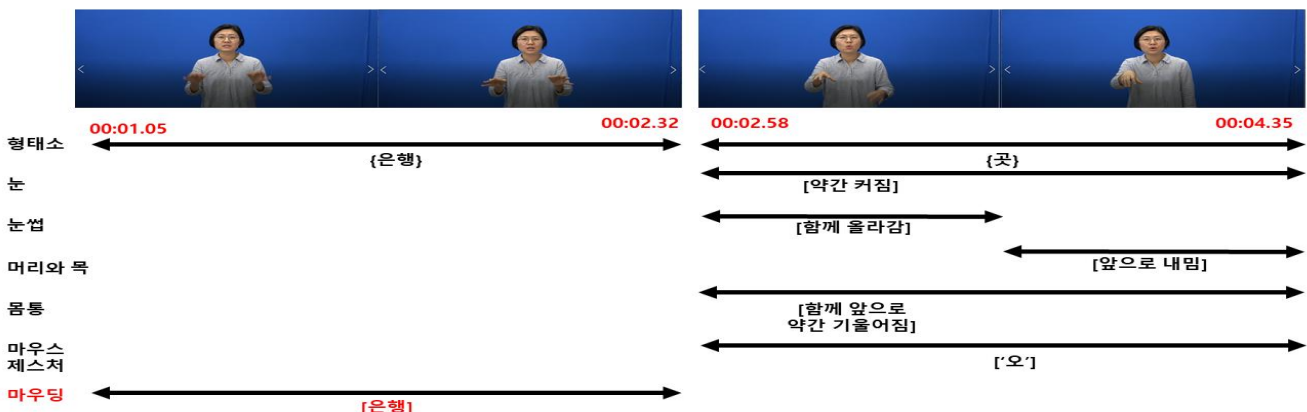 00:01.05 00:02.32 00:02.58 00:04.35
형태소
{은행} {곳}
눈
[약간 커짐]
눈썹
[함께 올라감]
머리와 목
[앞으로 내밈]
몸통
[함께 앞으로
약간 기울어짐]
마우스
제스처
['오']
마우딩
[은행]